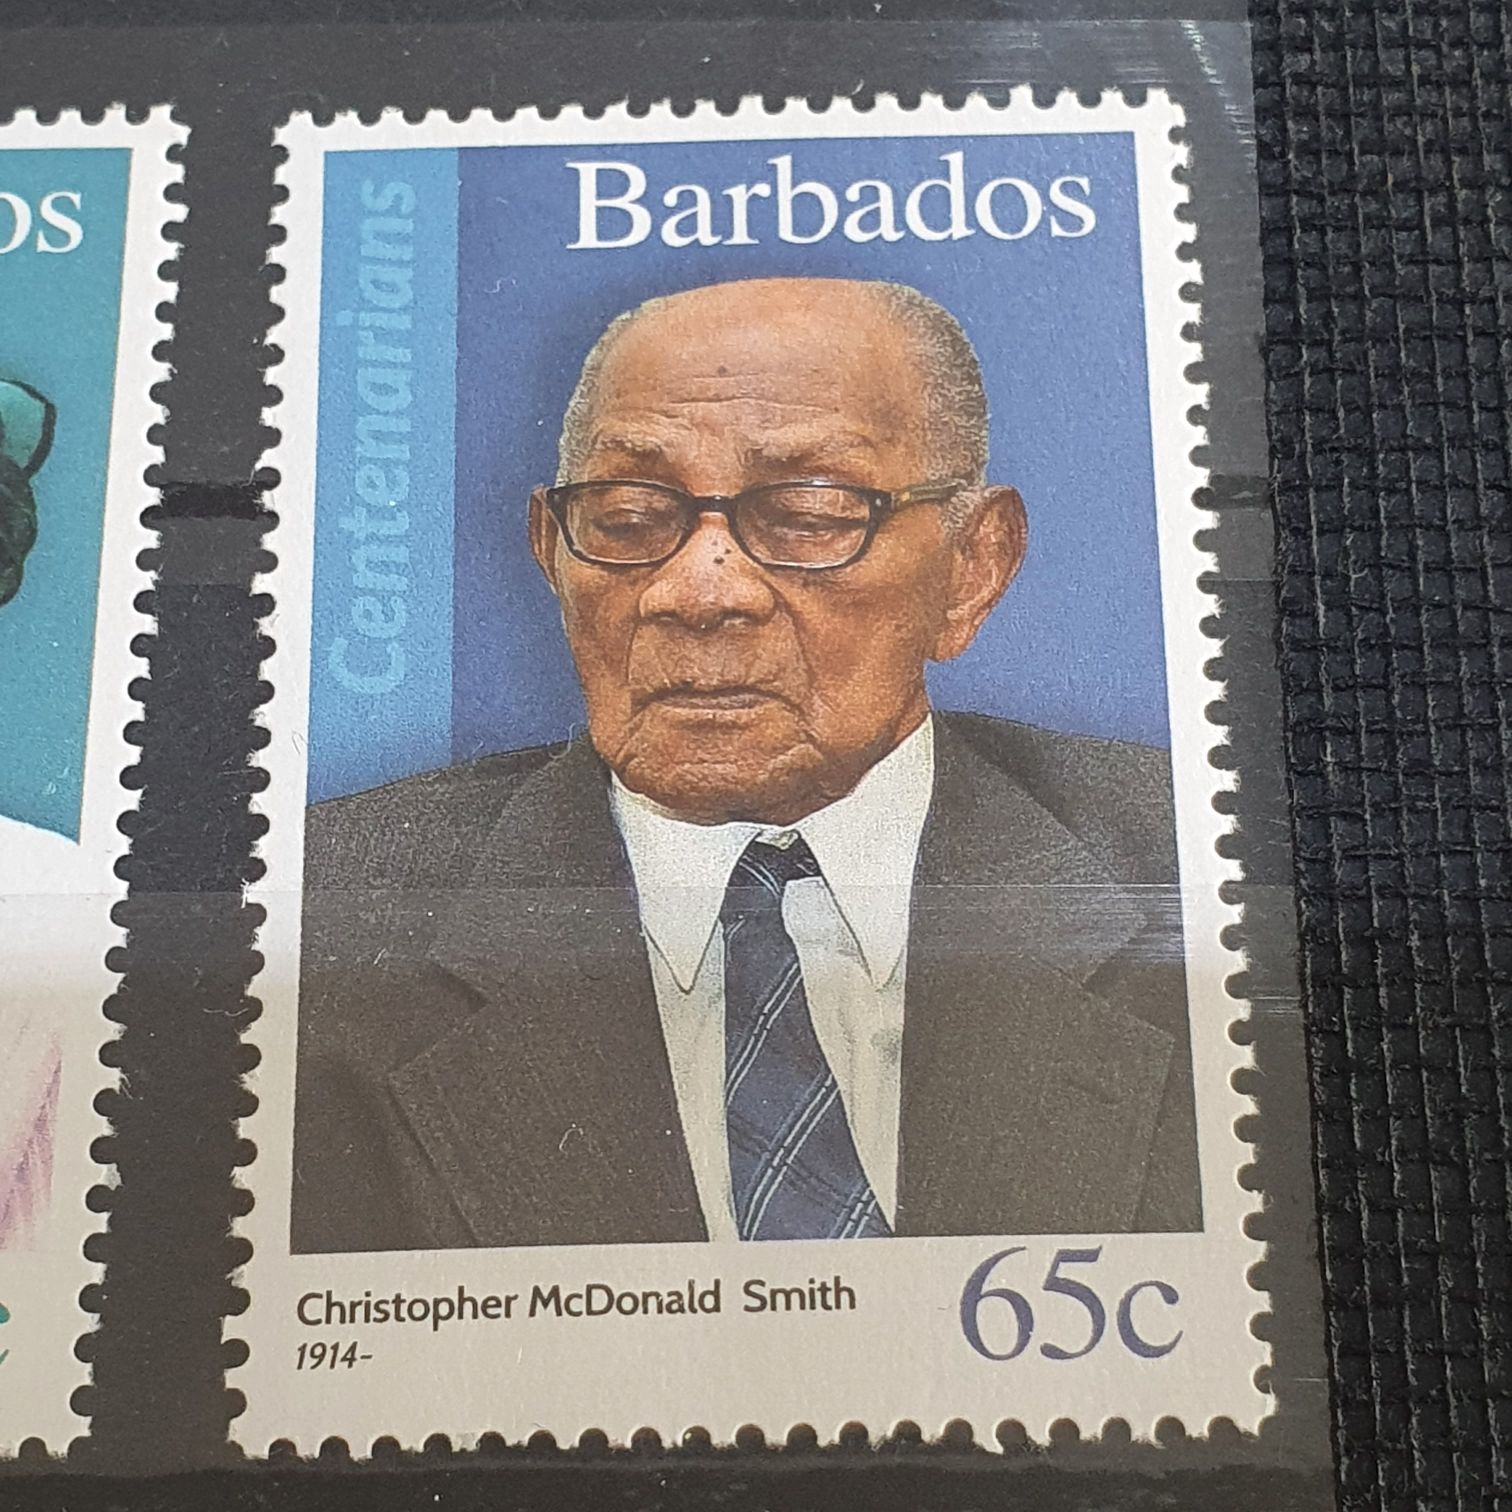 Barbados
Centenarians
Christopher McDonald Smith
1914-
65c
os